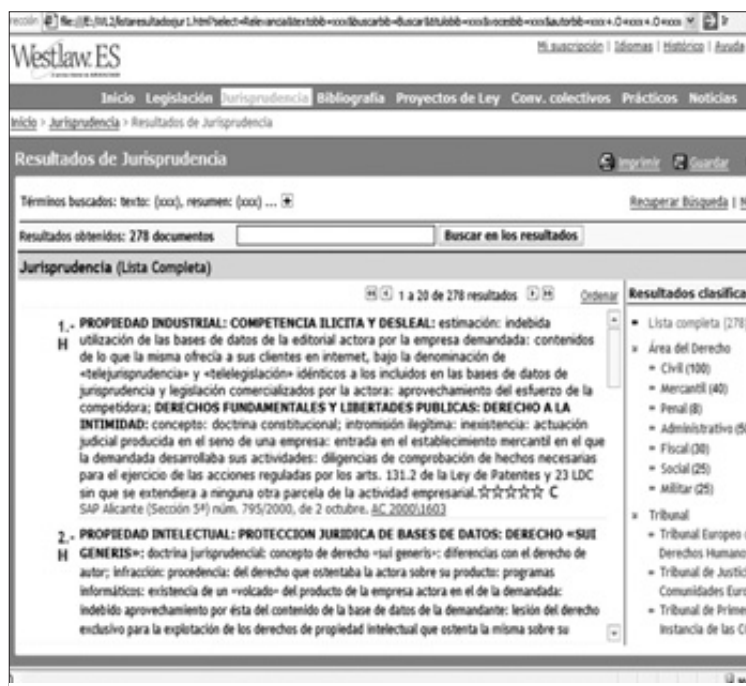 Westlaw.ES
Mi suscripción | Idiomas | Histórico | Ayuda
Inicio Legislación Jurisprudencia Bibliografía Proyectos de Ley Conv. colectivos Prácticos Noticias
Inicio > Jurisprudencia > Resultados de Jurisprudencia
Resultados de Jurisprudencia
Imprimir Guardar
Términos buscados: texto: (xxx), resumen: (xxx) ...
Recuperar Búsqueda |
Resultados obtenidos: 278 documentos
Buscar en los resultados
Jurisprudencia (Lista Completa)
1 a 20 de 278 resultados Ordenar
1.- PROPIEDAD INDUSTRIAL: COMPETENCIA ILICITA Y DESLEAL: estimación: indebida
H utilización de las bases de datos de la editorial actora por la empresa demandada: contenidos
de lo que la misma ofrecía a sus clientes en internet, bajo la denominación de
«telejurisprudencia» y «telelegislación» idénticos a los incluidos en las bases de datos de
jurisprudencia y legislación comercializados por la actora: aprovechamiento del esfuerzo de la
competidora; DERECHOS FUNDAMENTALES Y LIBERTADES PUBLICAS: DERECHO A LA
INTIMIDAD: concepto: doctrina constitucional; intromisión ilegítima: inexistencia: actuación
judicial producida en el seno de una empresa: entrada en el establecimiento mercantil en el que
la demandada desarrollaba sus actividades: diligencias de comprobación de hechos necesarias
para el ejercicio de las acciones reguladas por los arts. 131.2 de la Ley de Patentes y 23 LDC
sin que se extendiera a ninguna otra parcela de la actividad empresarial.☆☆☆☆☆ C
SAP Alicante (Sección 5ª) núm. 795/2000, de 2 octubre. AC 2000\1603
2.- PROPIEDAD INTELECTUAL: PROTECCION JURIDICA DE BASES DE DATOS: DERECHO «SUI
H GENERIS»: doctrina jurisprudencial: concepto de derecho «sui generis»: diferencias con el derecho de
autor; infracción: procedencia: del derecho que ostentaba la actora sobre su producto: programas
informáticos: existencia de un «volcado» del producto de la empresa actora en el de la demandada:
indebido aprovechamiento por ésta del contenido de la base de datos de la demandante: lesión del derecho
exclusivo para la explotación de los derechos de propiedad intelectual que ostenta la misma sobre su
Resultados clasifica
Lista completa (278)
Área del Derecho
Civil (100)
Mercantil (40)
Penal (8)
Administrativo (50
Fiscal (30)
Social (25)
Militar (25)
Tribunal
Tribunal Europeo
Derechos Humano
Tribunal de Justic
Comunidades Eur
Tribunal de Prime
Instancia de las C